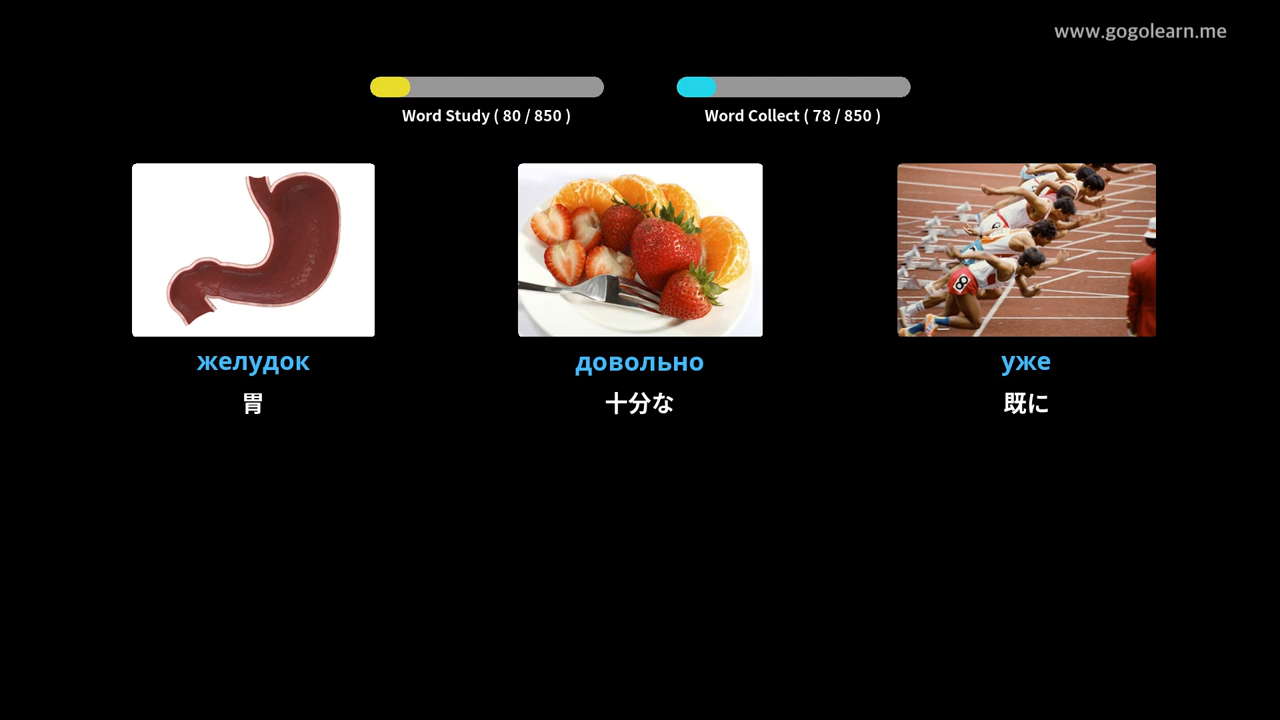 www.gogolearn.me
Word Study ( 80 / 850 )
Word Collect ( 78 / 850 )
желудок
довольно
уже
胃
十分な
既に